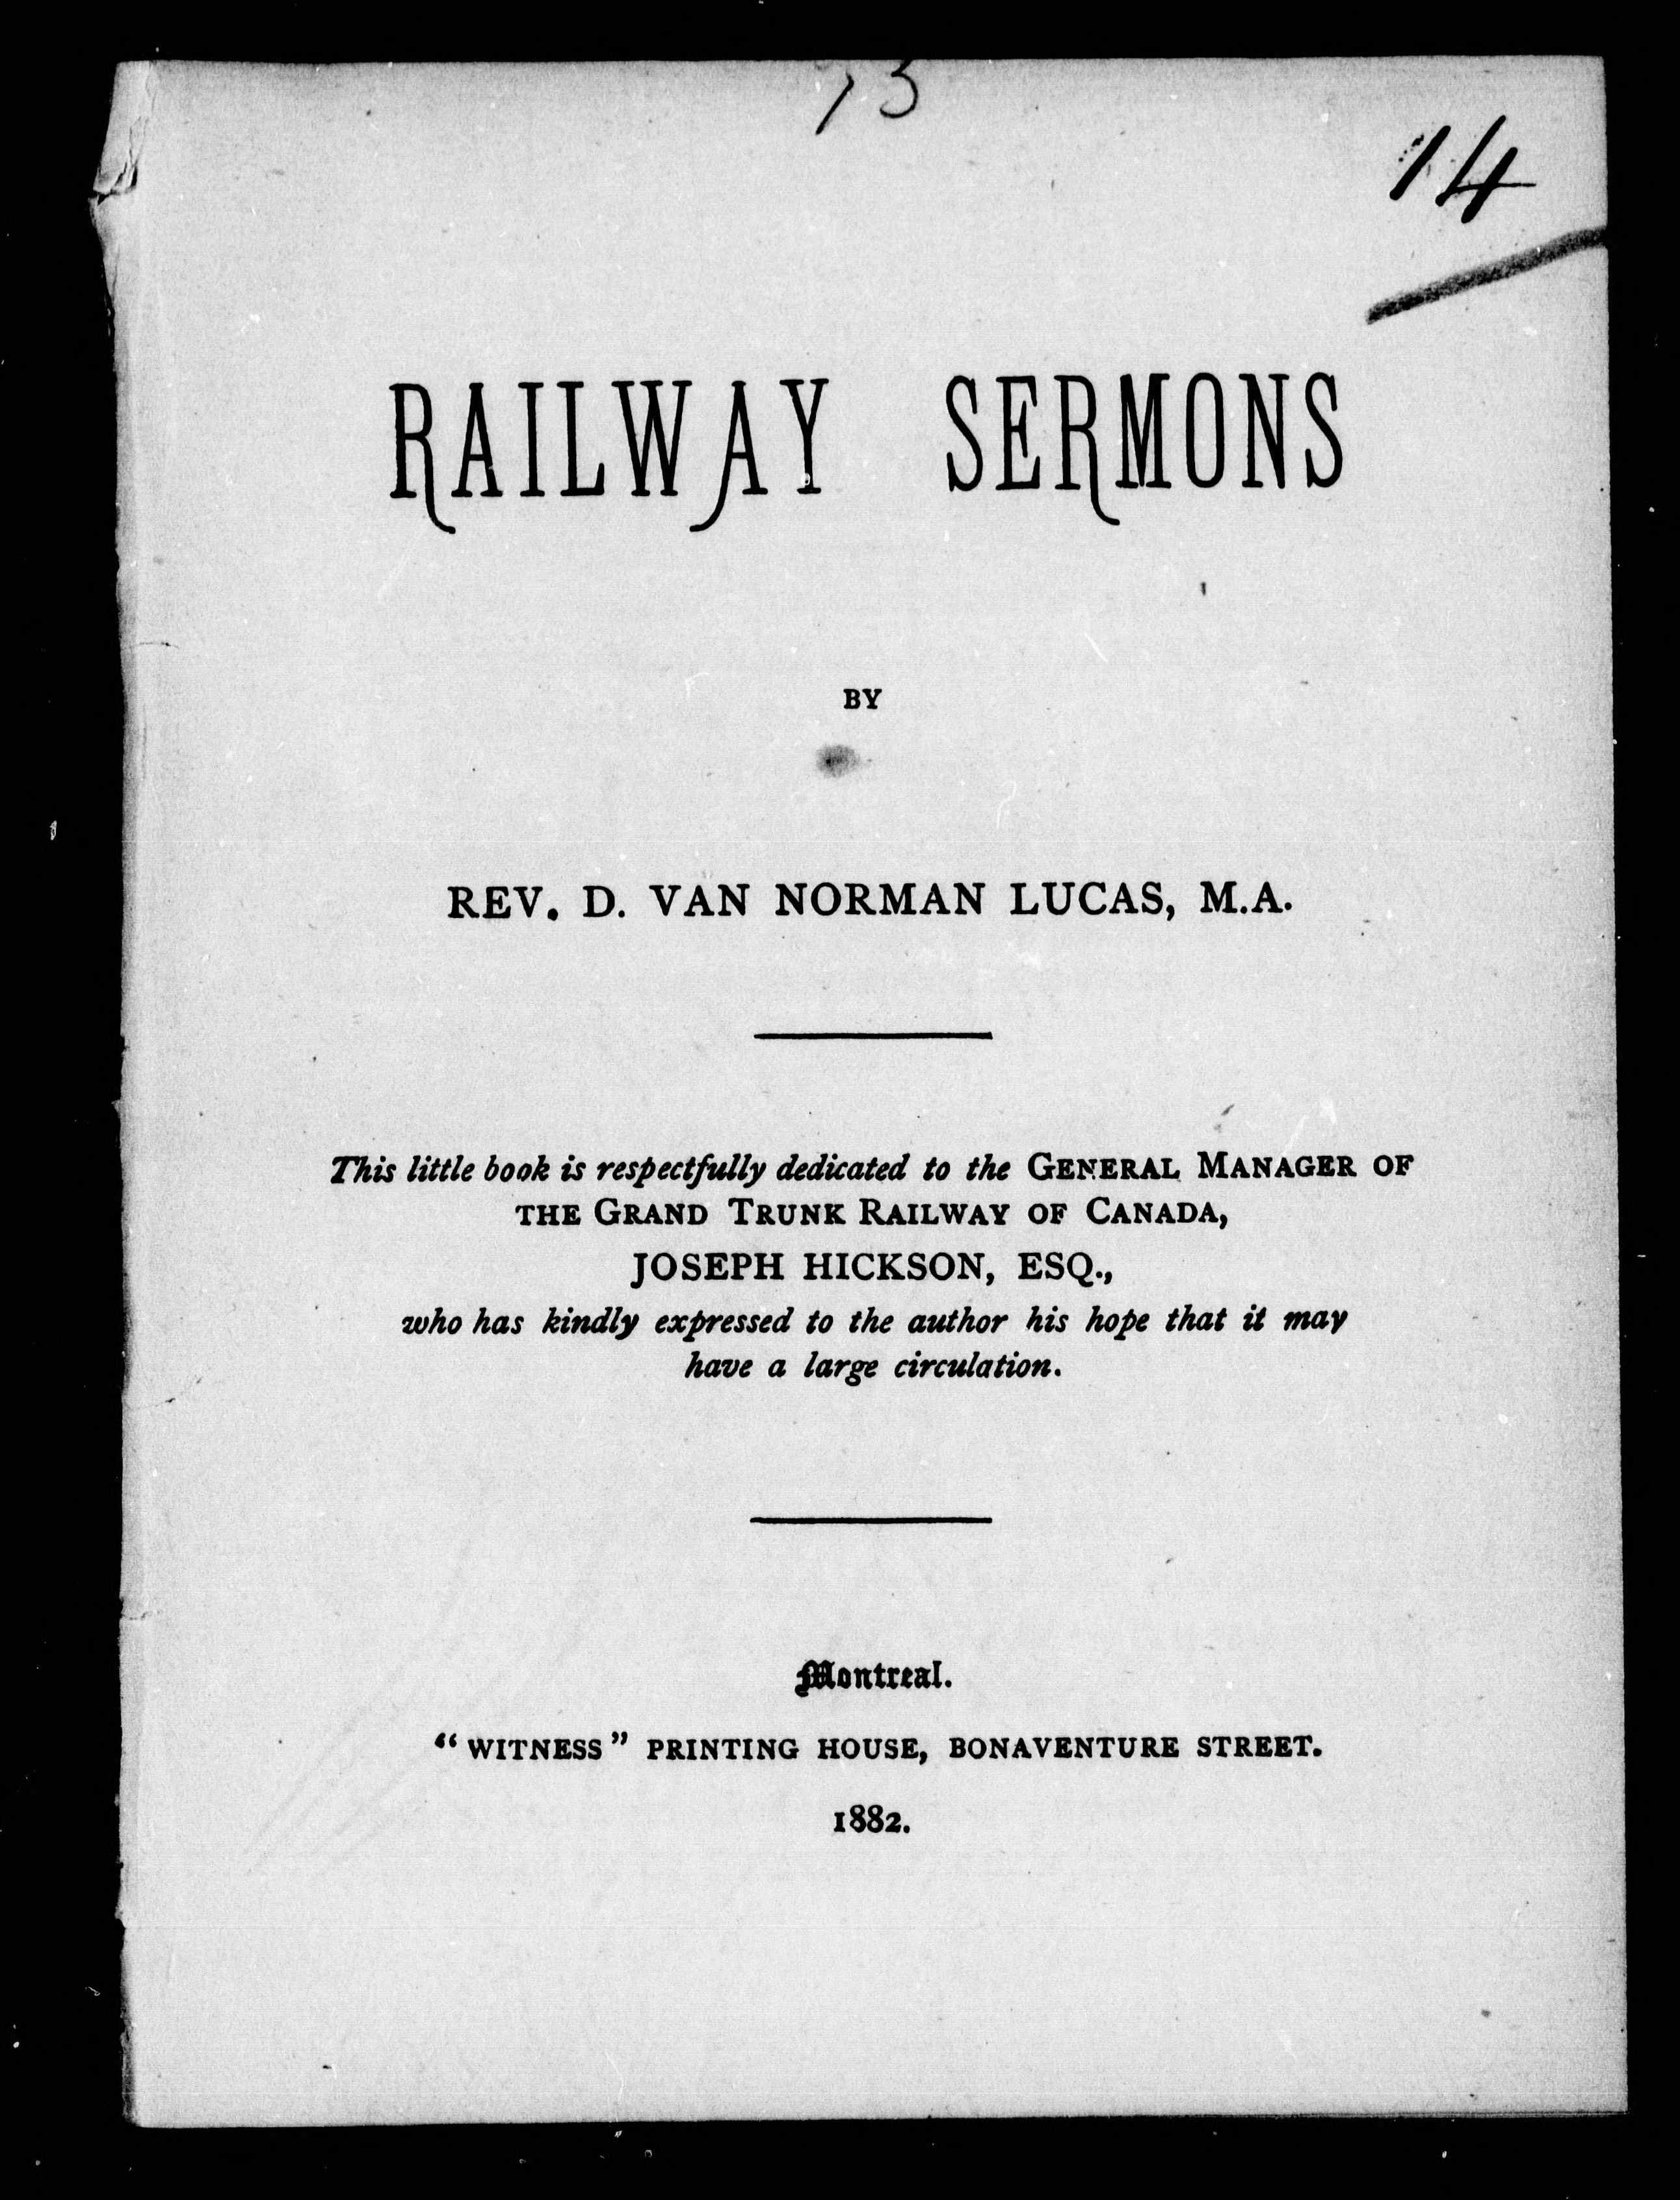 13
14
RAILWAY SERMONS
BY
REV. D. VAN NORMAN LUCAS, M.A.
This little book is respectfully dedicated to the GENERAL MANAGER OF
THE GRAND TRUNK RAILWAY OF CANADA,
JOSEPH HICKSON, ESQ.,
who has kindly expressed to the author his hope that it may
have a large circulation.
Montreal.
“WITNESS” PRINTING HOUSE, BONAVENTURE STREET.
1882.